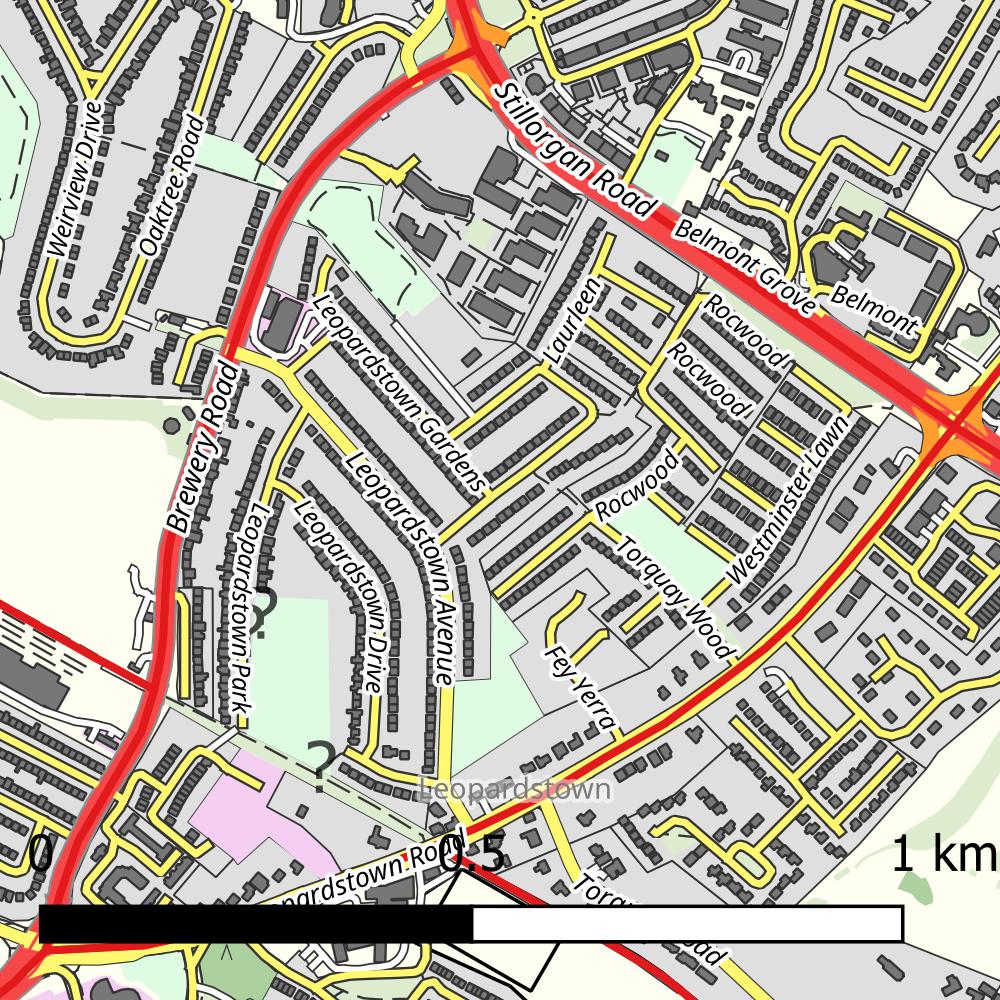 Weirview Drive
Oaktree Road
Stillorgan Road
Belmont Grove
Belmont
Laurleen
Rocwood
Rocwood
Leopardstown Gardens
Brewery Road
Westminster Lawn
Rocwood
Leopardstown Avenue
Leopardstown Drive
Leopardstown Park
Torquay Wood
?
Fey Yerra
?
Leopardstown
0
0.5
1 km